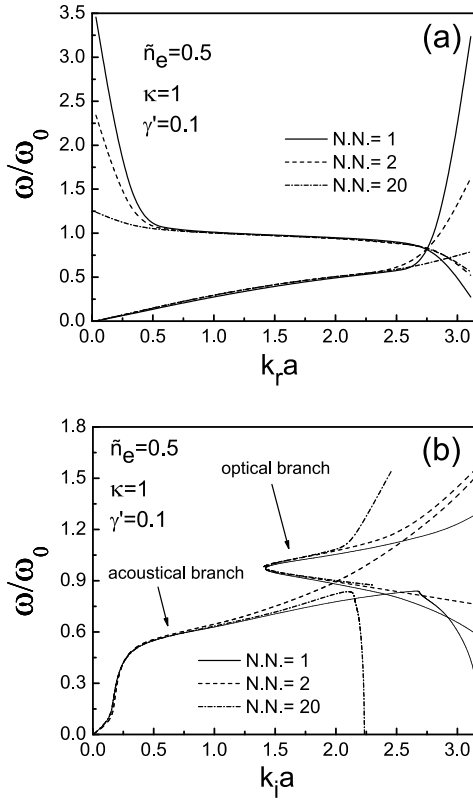 (a)
ñe=0.5
κ=1
γ'=0.1
N.N.= 1
N.N.= 2
N.N.= 20
ω/ω0
3.5
3.0
2.5
2.0
1.5
1.0
0.5
0.0
0.0 0.5 1.0 1.5 2.0 2.5 3.0
kra
(b)
ñe=0.5
κ=1
γ'=0.1
optical branch
acoustical branch
N.N.= 1
N.N.= 2
N.N.= 20
ω/ω0
1.8
1.5
1.2
0.9
0.6
0.3
0.0
0.0 0.5 1.0 1.5 2.0 2.5 3.0
kia